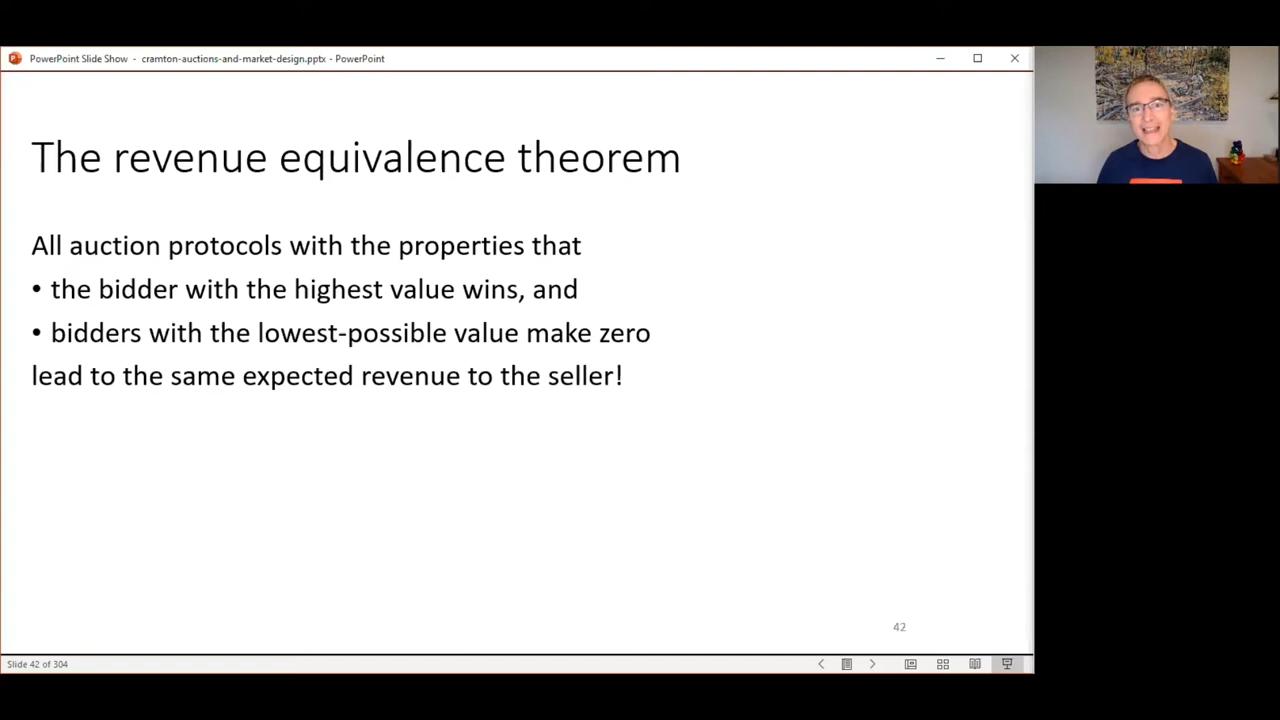 PowerPoint Slide Show - cramton-auctions-and-market-design.pptx - PowerPoint
The revenue equivalence theorem
All auction protocols with the properties that
• the bidder with the highest value wins, and
• bidders with the lowest-possible value make zero
lead to the same expected revenue to the seller!
42
Slide 42 of 304